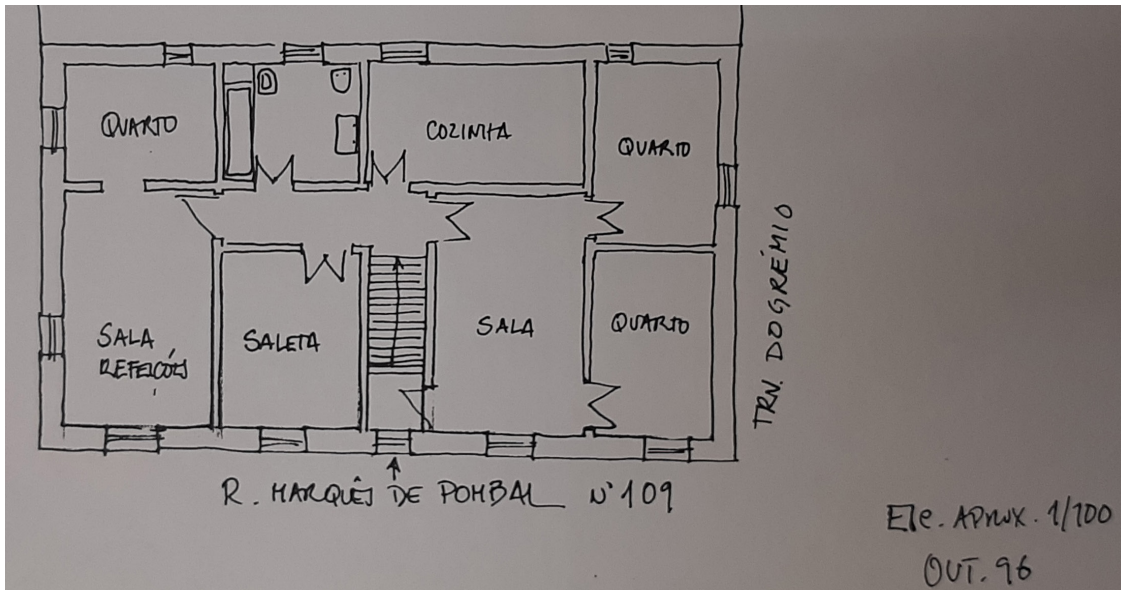 QUARTO
COZINHA
QUARTO
SALA
REFEIÇÕES
SALETA
SALA
QUARTO
TRV. DO GRÉMIO
R. MARQUÊS DE POMBAL Nº 109
Esc. APROX. 1/100
OUT. 96